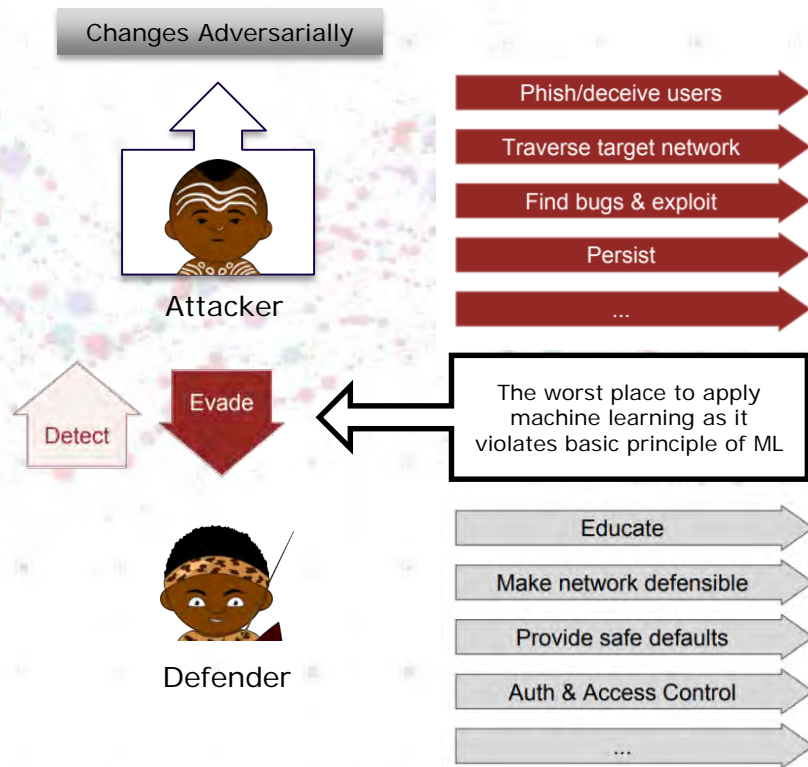 Changes Adversarially
Attacker
Phish/deceive users
Traverse target network
Find bugs & exploit
Persist
...
Detect
Evade
The worst place to apply
machine learning as it
violates basic principle of ML
Defender
Educate
Make network defensible
Provide safe defaults
Auth & Access Control
...